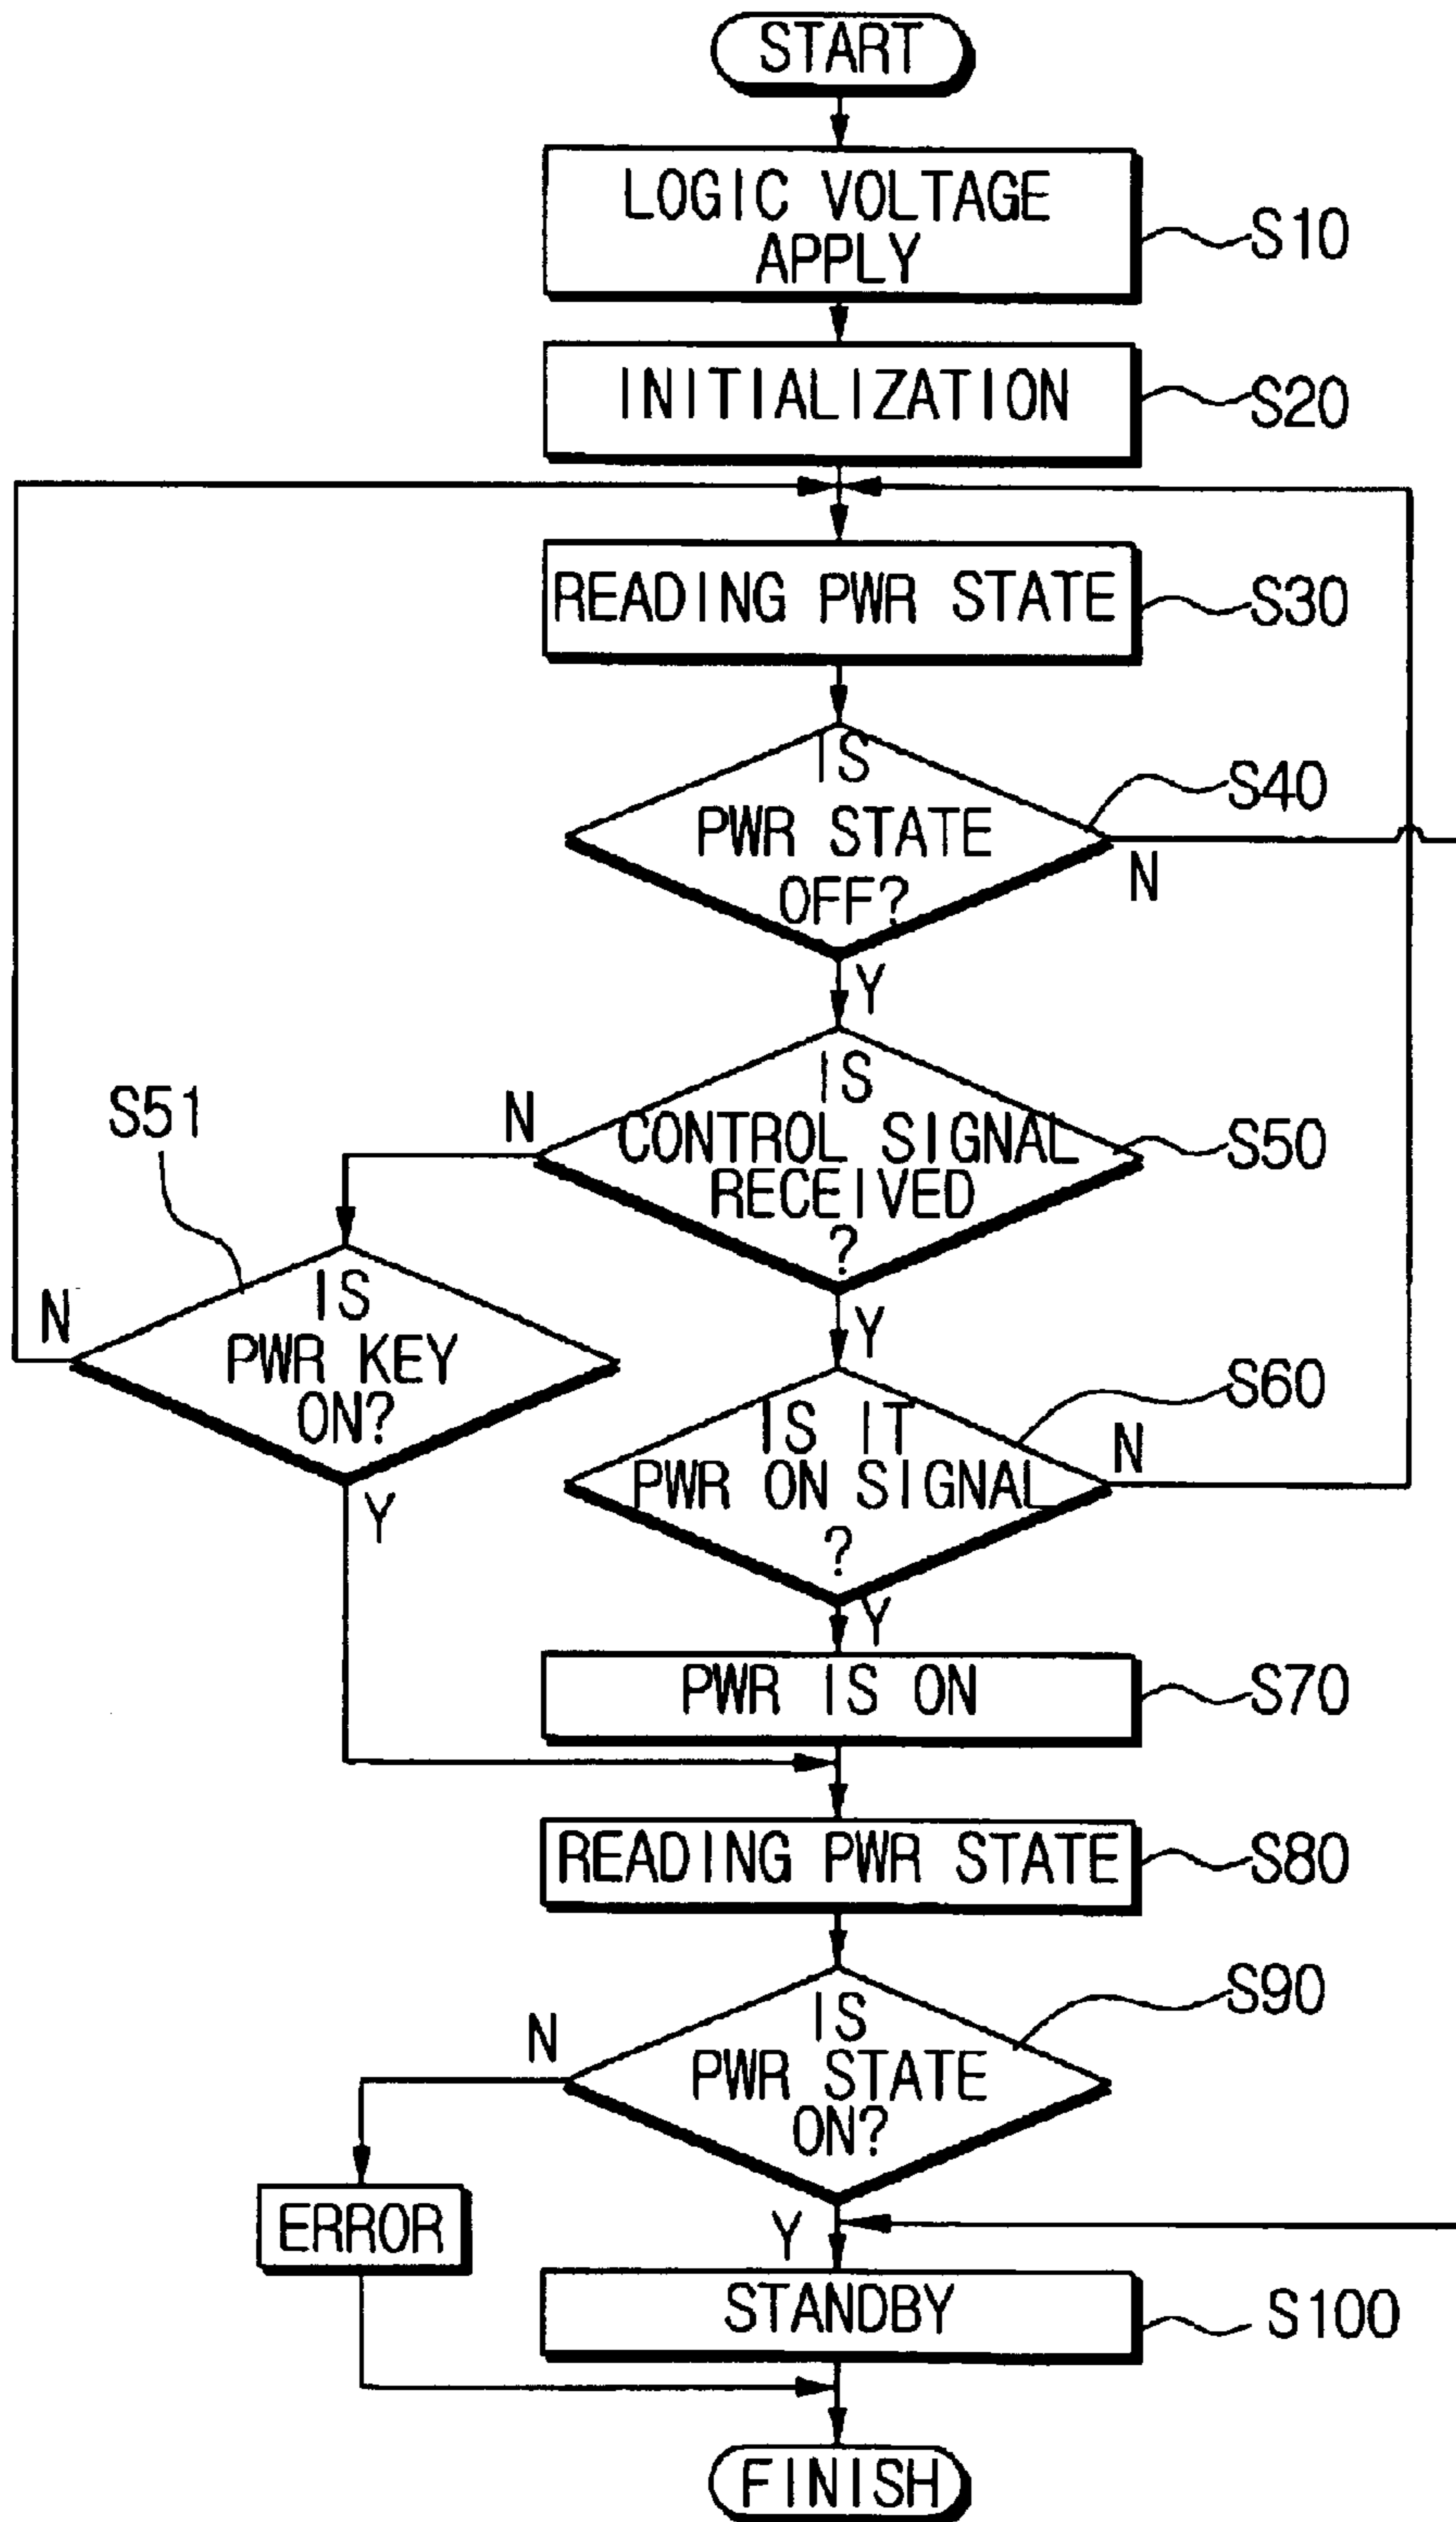 START
LOGIC VOLTAGE
APPLY
S10
INITIALIZATION
S20
READING PWR STATE
S30
IS
PWR STATE
OFF?
S40
N
Y
IS
CONTROL SIGNAL
RECEIVED
?
S50
N
Y
S51
IS
PWR KEY
ON?
N
Y
IS IT
PWR ON SIGNAL
?
S60
N
Y
PWR IS ON
S70
READING PWR STATE
S80
IS
PWR STATE
ON?
S90
N
Y
ERROR
STANDBY
S100
FINISH